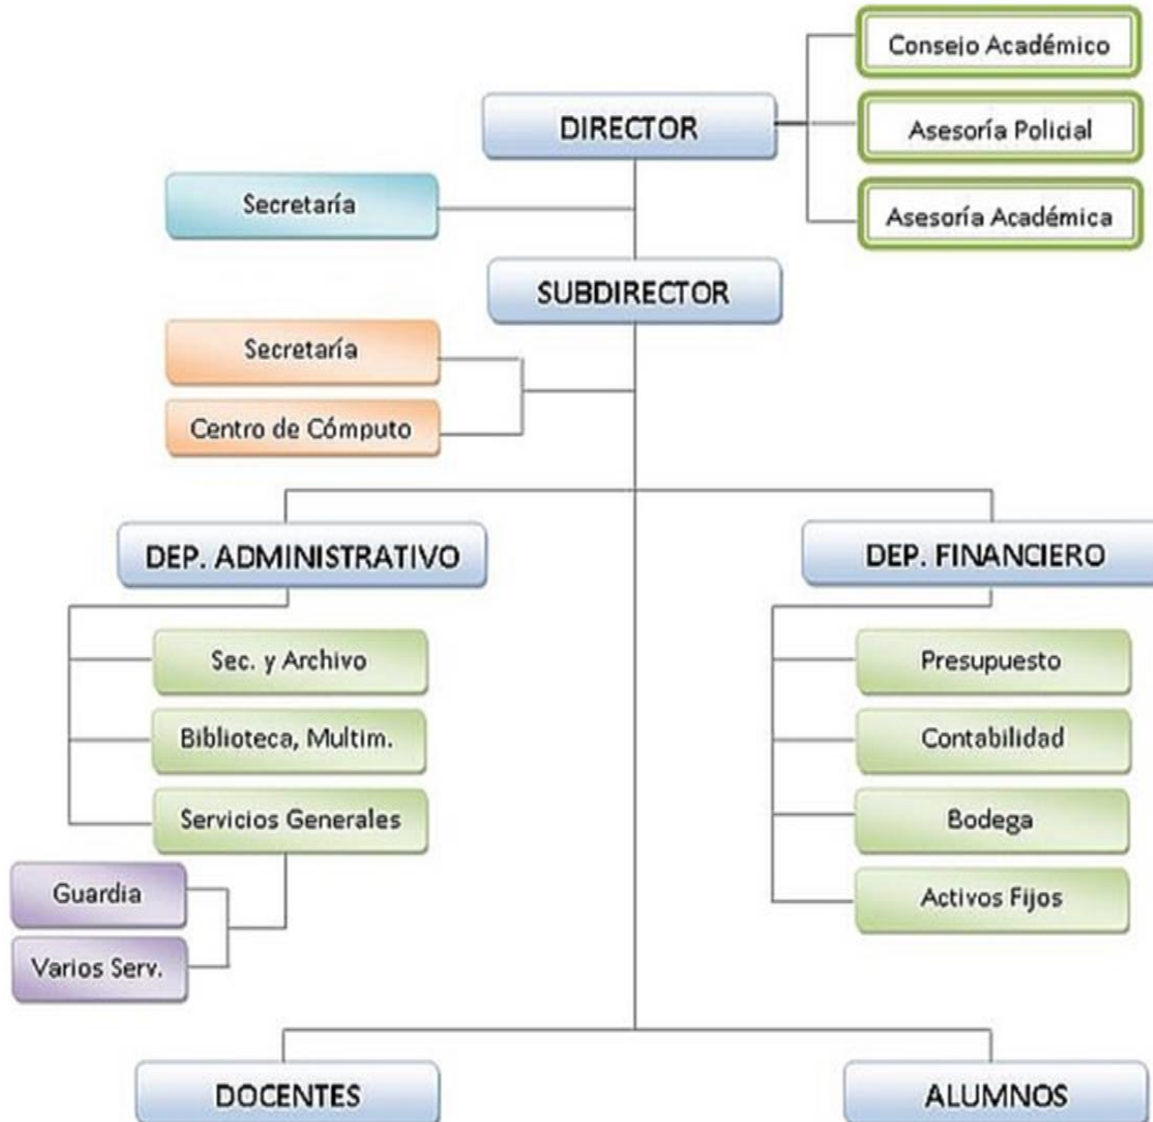 Consejo Académico
DIRECTOR
Asesoría Policial
Secretaría
Asesoría Académica
SUBDIRECTOR
Secretaría
Centro de Cómputo
DEP. ADMINISTRATIVO
DEP. FINANCIERO
Sec. y Archivo
Presupuesto
Biblioteca, Multim.
Contabilidad
Servicios Generales
Bodega
Guardia
Activos Fijos
Varios Serv.
DOCENTES
ALUMNOS